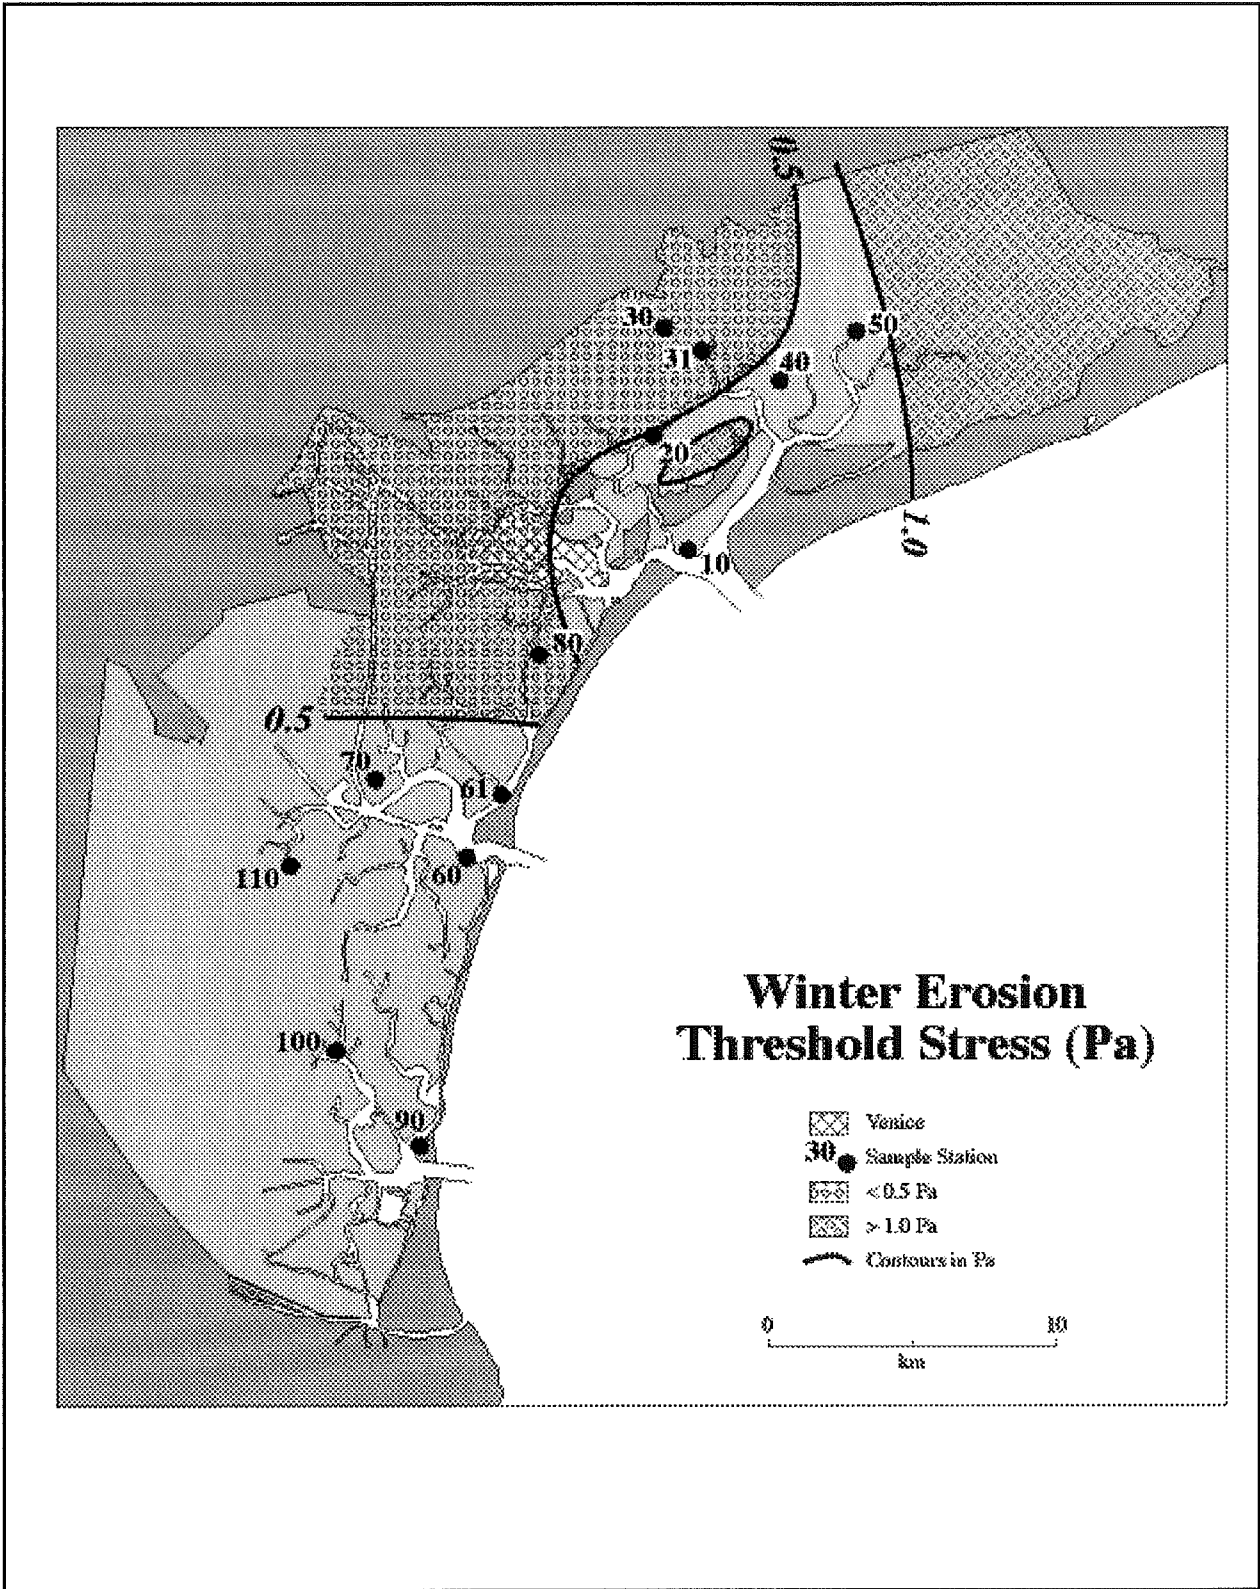 0.5
30
31
50
40
20
10
1.0
80
0.5
70
61
110
60
100
90
Winter Erosion
Threshold Stress (Pa)
Venice
30 Sample Station
< 0.5 Pa
> 1.0 Pa
Contours in Pa
0 10
km